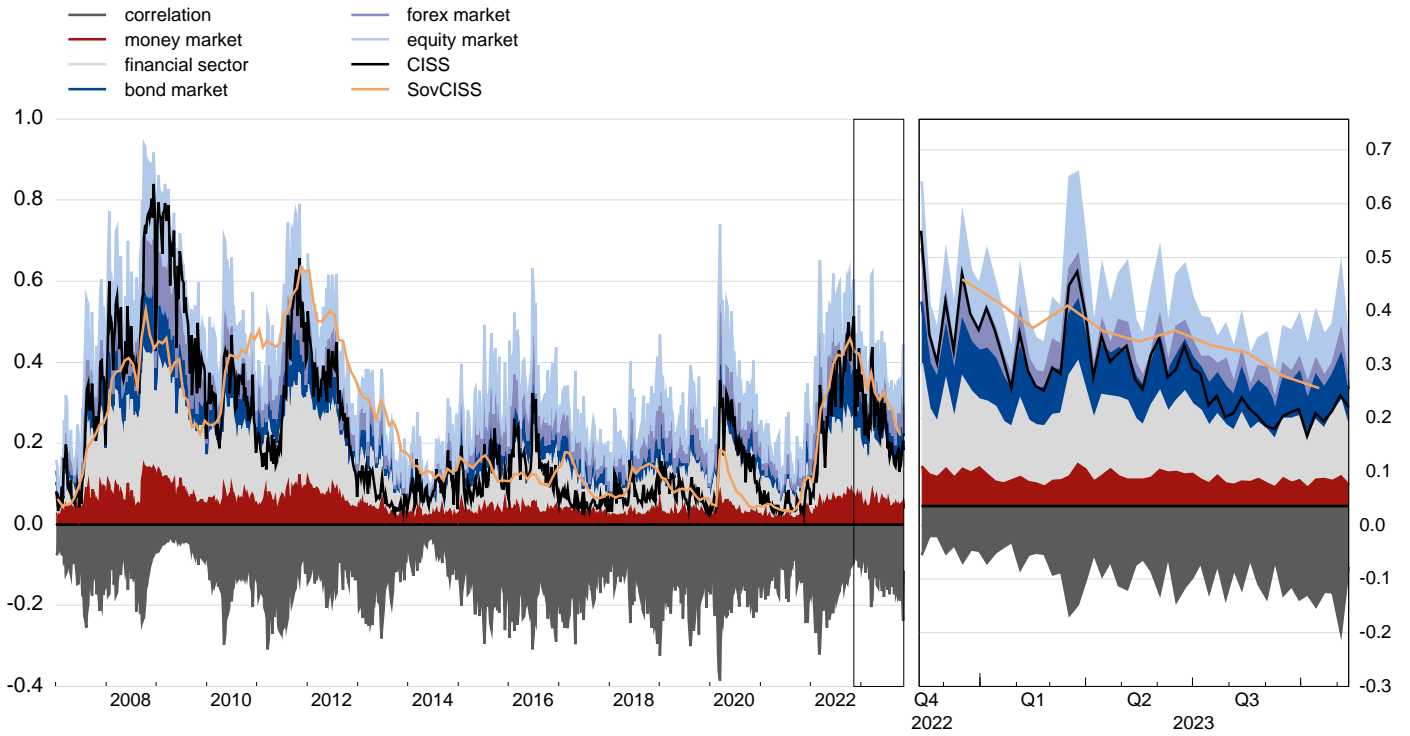 correlation
money market
financial sector
bond market
forex market
equity market
CISS
SovCISS
1.0
0.8
0.6
0.4
0.2
0.0
-0.2
-0.4
2008 2010 2012 2014 2016 2018 2020 2022
0.7
0.6
0.5
0.4
0.3
0.2
0.1
0.0
-0.1
-0.2
-0.3
Q4 Q1 Q2 Q3
2022 2023